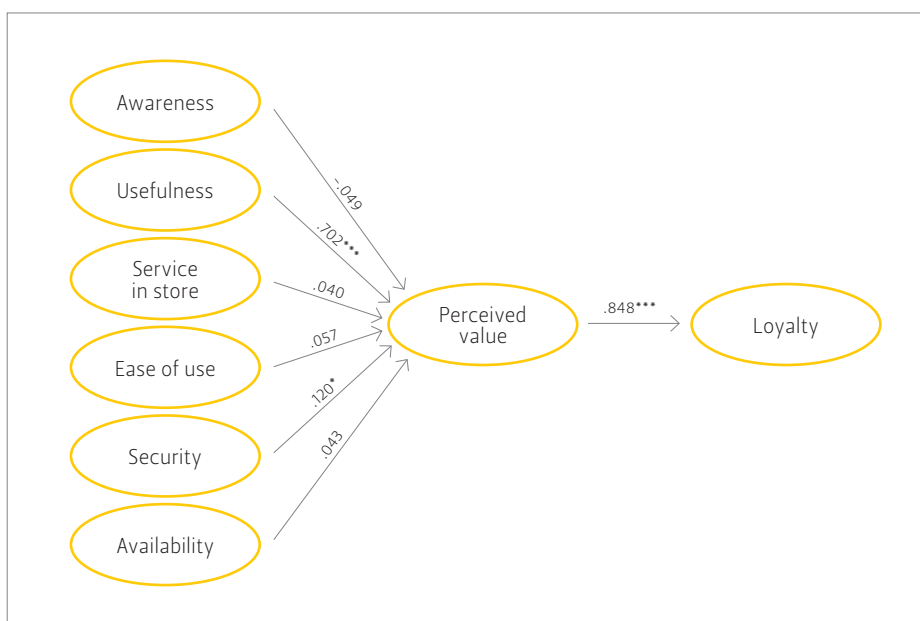 Awareness
Usefulness
Service
in store
Ease of use
Security
Availability
–.049
.702***
.040
.057
.120*
.043
Perceived
value
.848***
Loyalty